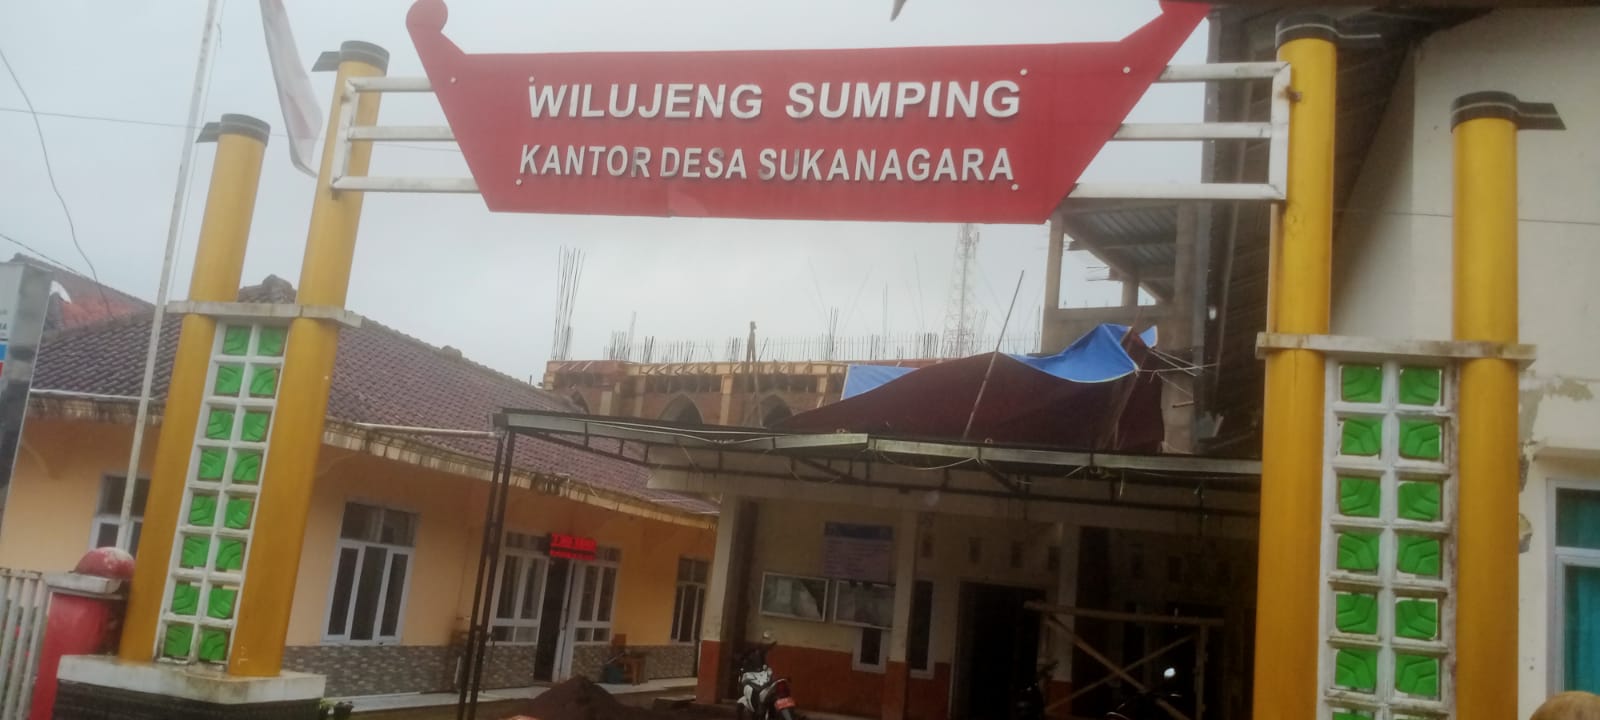 WILUJENG SUMPING
KANTOR DESA SUKANAGARA